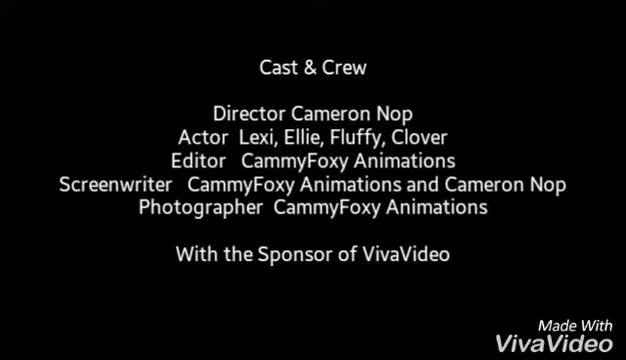 Cast & Crew
Director Cameron Nop
Actor Lexi, Ellie, Fluffy, Clover
Editor CammyFoxy Animations
Screenwriter CammyFoxy Animations and Cameron Nop
Photographer CammyFoxy Animations
With the Sponsor of VivaVideo
Made With
VivaVideo